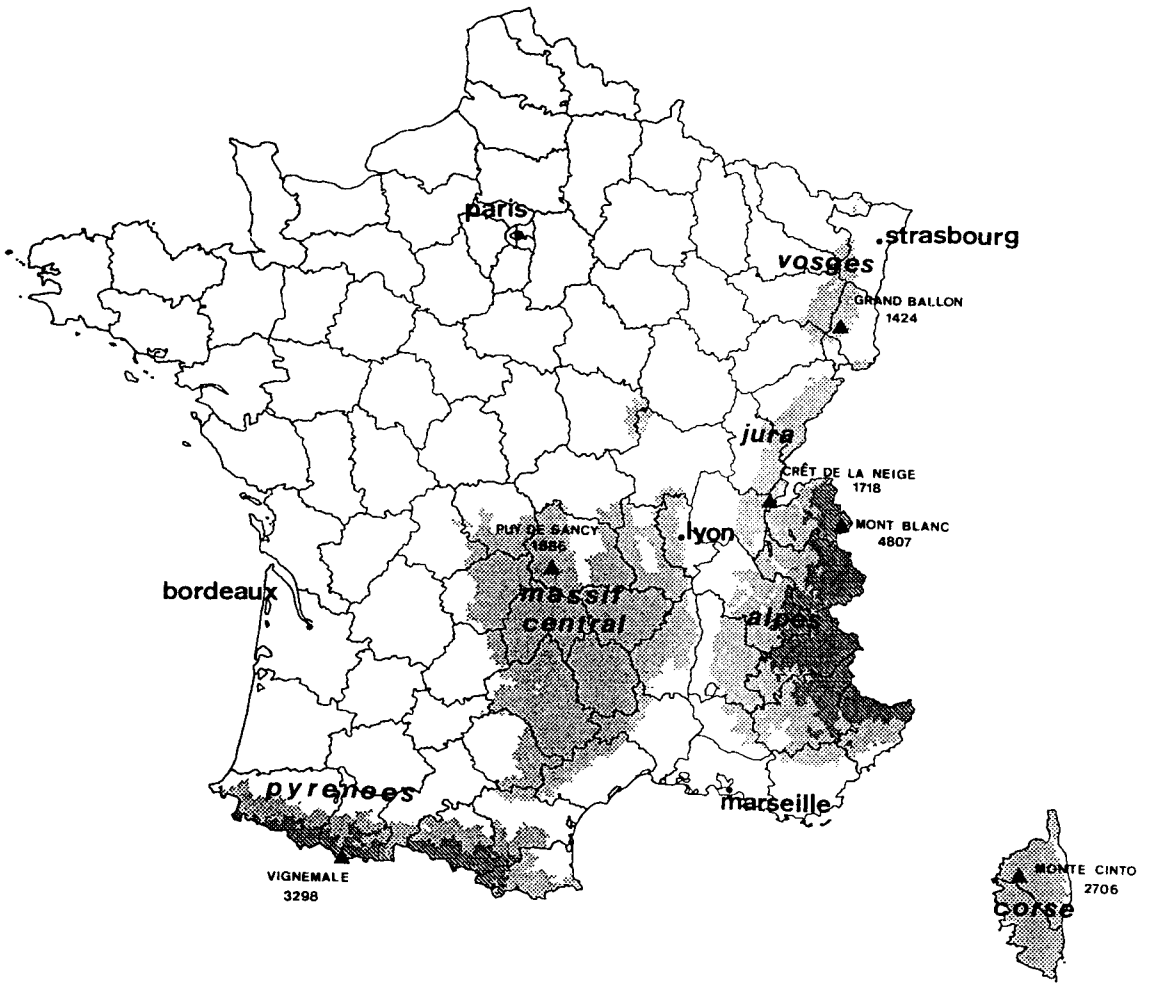 paris
strasbourg
vosges
GRAND BALLON
1424
jura
CRÊT DE LA NEIGE
1718
MONT BLANC
4807
PUY DE SANCY
1886
lyon
bordeaux
massif
central
alpes
pyrenees
marseille
VIGNEMALE
3298
MONTE CINTO
2706
corse